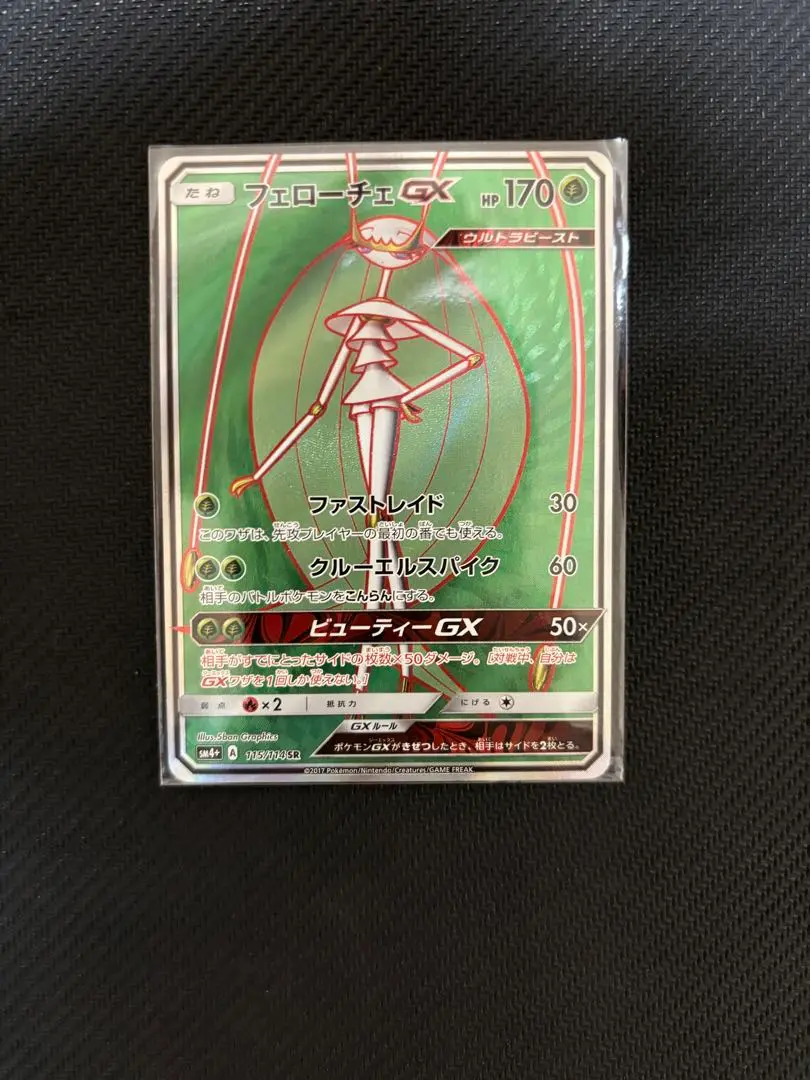 たね フェローチェGX HP170
ウルトラビースト
ファストレイド 30
このワザは、先攻プレイヤーの最初の番でも使える。
クルーエルスパイク 60
相手のバトルポケモンをこんらんにする。
ビューティーGX 50×
相手がすでにとったサイドの枚数×50ダメージ。[対戦中、自分は
GXワザを1回しか使えない。]
弱点 ×2 抵抗力 にげる
GXルール
Illus. 5ban Graphics
ポケモンGXがきぜつしたとき、相手はサイドを2枚とる。
SM4+ A 115/114 SR
©2017 Pokémon/Nintendo/Creatures/GAME FREAK.